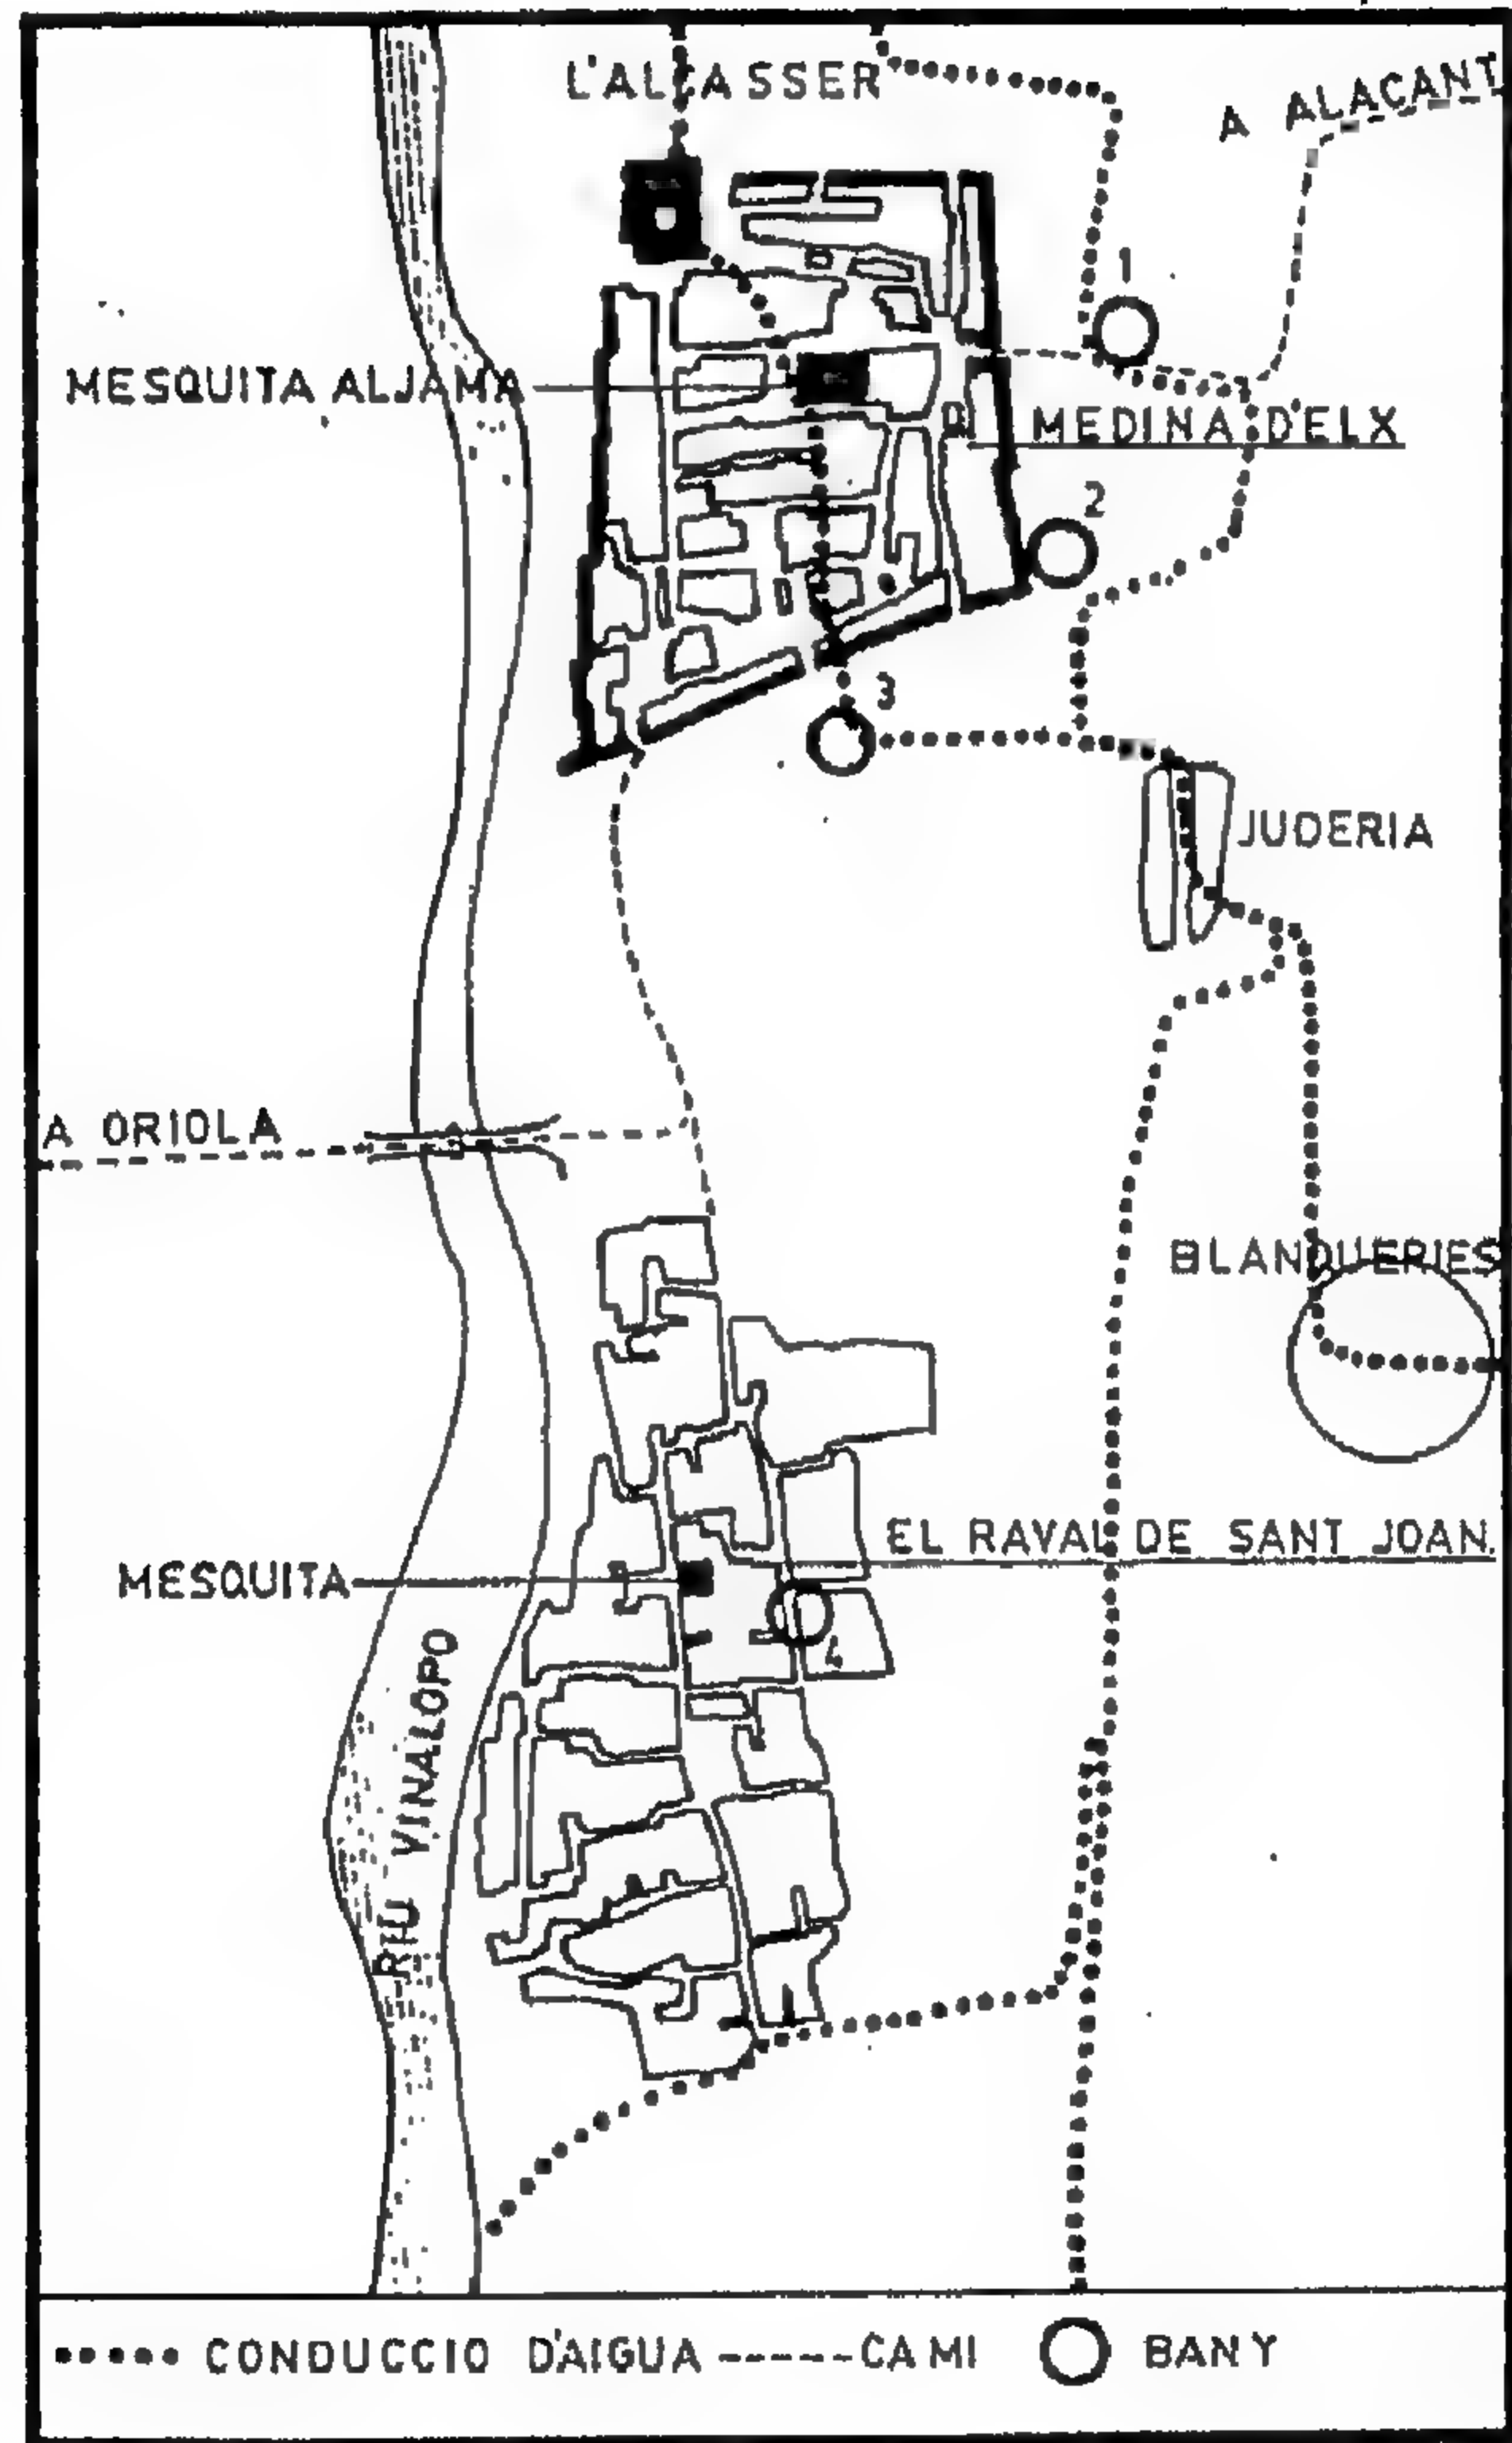 L'ALCASSER
A ALACANT
1
MESQUITA ALJAMA
MEDINA D'ELX
2
3
JUDERIA
A ORIOLA
BLANQUERIES
EL RAVAL DE SANT JOAN.
MESQUITA
4
RIU VINALOPO
CONDUCCIO D'AIGUA
CAMI
BANY